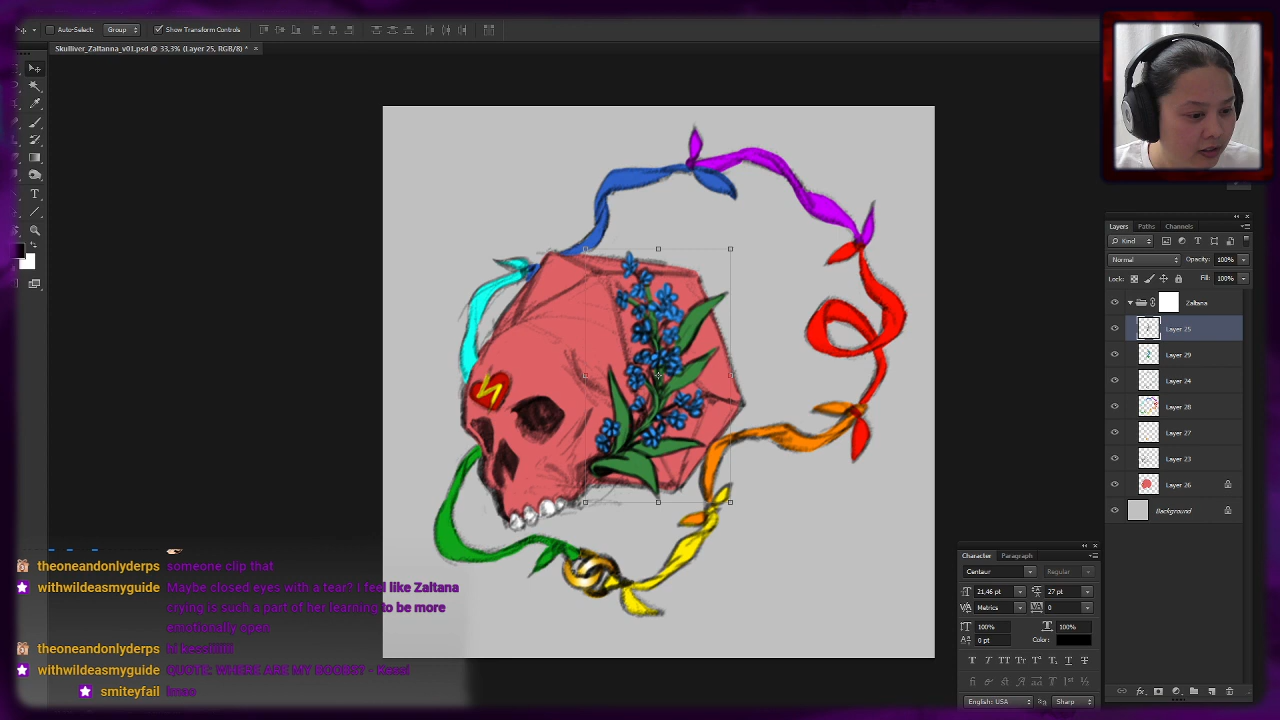 Auto-Select: Group Show Transform Controls
Skulliver_Zaltanna_v01.psd @ 33,3% (Layer 25, RGB/8) * ×
Layers Paths Channels
Kind
Normal Opacity: 100%
Lock: Fill: 100%
Zaltana
Layer 25
Layer 29
Layer 24
Layer 28
Layer 27
Layer 23
Layer 26
Background
Character Paragraph
Centaur Regular
21,46 pt 27 pt
Metrics 0
100% 100%
0 pt Color:
English: USA Sharp
theoneandonlyderps someone clip that
withwildeasmyguide Maybe closed eyes with a tear? I feel like Zaltana
crying is such a part of her learning to be more
emotionally open
theoneandonlyderps
withwildeasmyguide QUOTE: WHERE ARE MY
smiteyfail lmao